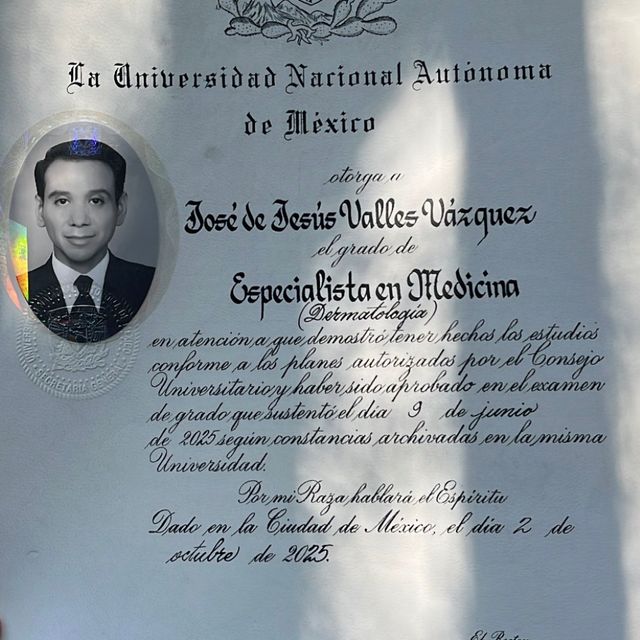 La Universidad Nacional Autónoma
de México
otorga a
José de Jesús Valles Vázquez
el grado de
Especialista en Medicina
(Dermatología)
en atención a que demostró tener hechos los estudios
conforme a los planes autorizados por el Consejo
Universitario y haber sido aprobado en el examen
de grado que sustentó el día 9 de junio
de 2025 según constancias archivadas en la misma
Universidad.
Por mi Raza hablará el Espíritu
Dado en la Ciudad de México, el día 2 de
octubre de 2025.
El Rector